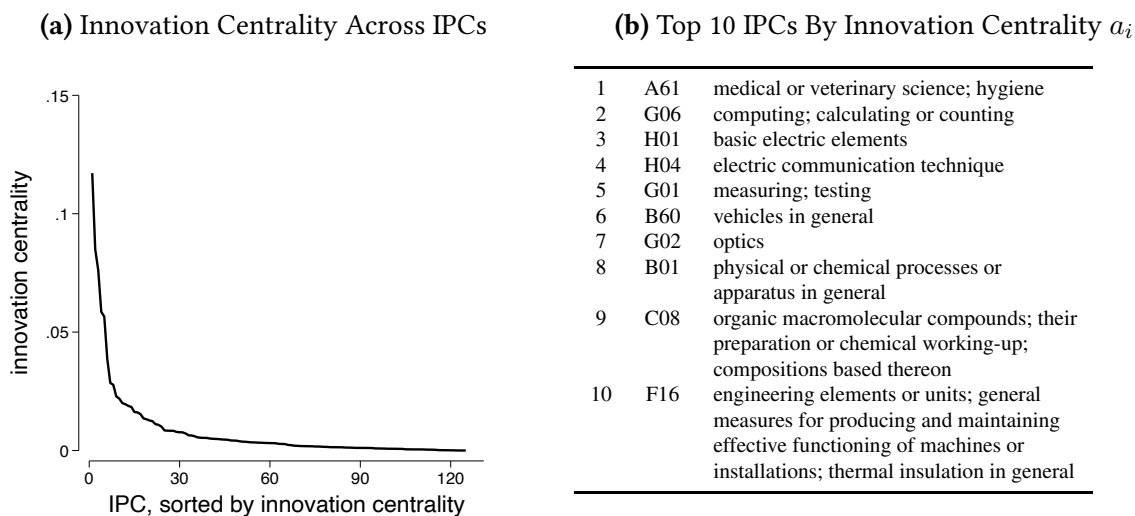 (a) Innovation Centrality Across IPCs
.15
.1
.05
0
innovation centrality
0 30 60 90 120
IPC, sorted by innovation centrality
(b) Top 10 IPCs By Innovation Centrality a_i
1 A61 medical or veterinary science; hygiene
2 G06 computing; calculating or counting
3 H01 basic electric elements
4 H04 electric communication technique
5 G01 measuring; testing
6 B60 vehicles in general
7 G02 optics
8 B01 physical or chemical processes or
apparatus in general
9 C08 organic macromolecular compounds; their
preparation or chemical working-up;
compositions based thereon
10 F16 engineering elements or units; general
measures for producing and maintaining
effective functioning of machines or
installations; thermal insulation in general